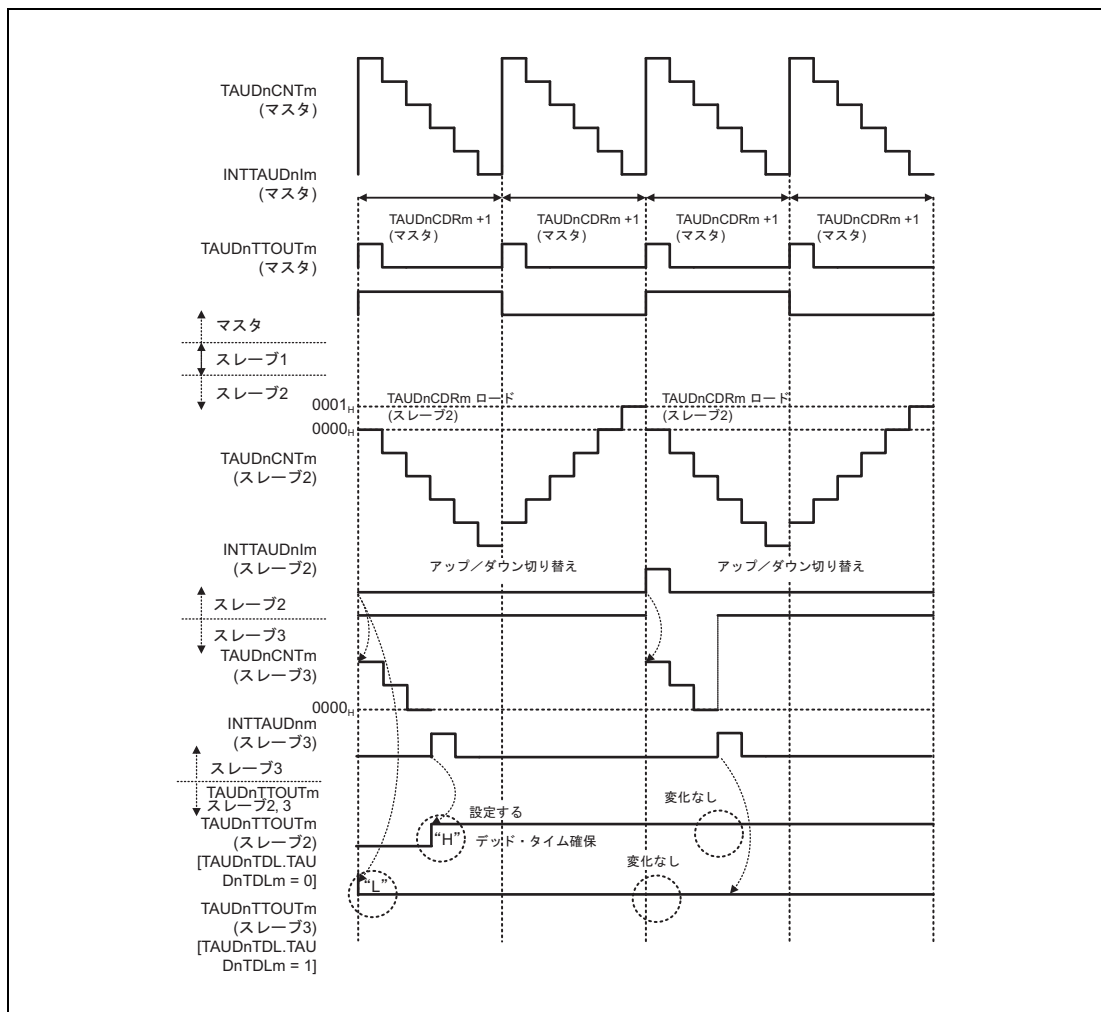 TAUDnCNTm
(マスタ)
INTTAUDnIm
(マスタ)
TAUDnCDRm +1
(マスタ)
TAUDnCDRm +1
(マスタ)
TAUDnCDRm +1
(マスタ)
TAUDnCDRm +1
(マスタ)
TAUDnTTOUTm
(マスタ)
マスタ
スレーブ1
スレーブ2
TAUDnCDRm ロード
(スレーブ2)
TAUDnCDRm ロード
(スレーブ2)
0001H
0000H
TAUDnCNTm
(スレーブ2)
INTTAUDnIm
(スレーブ2)
アップ/ダウン切り替え
アップ/ダウン切り替え
スレーブ2
スレーブ3
TAUDnCNTm
(スレーブ3)
0000H
INTTAUDnm
(スレーブ3)
スレーブ3
TAUDnTTOUTm
スレーブ2, 3
TAUDnTTOUTm
(スレーブ2)
[TAUDnTDL.TAU
DnTDLm = 0]
設定する
"H"
デッド・タイム確保
変化なし
変化なし
"L"
TAUDnTTOUTm
(スレーブ3)
[TAUDnTDL.TAU
DnTDLm = 1]